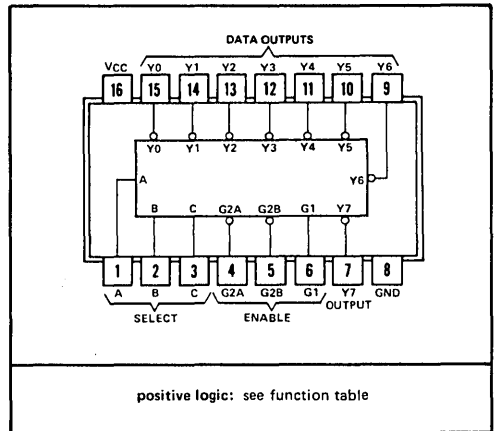 DATA OUTPUTS
VCC Y0 Y1 Y2 Y3 Y4 Y5 Y6
16 15 14 13 12 11 10 9
Y0 Y1 Y2 Y3 Y4 Y5
A Y6
B C G2A G2B G1 Y7
1 2 3 4 5 6 7 8
A B C G2A G2B G1 Y7 GND
OUTPUT
SELECT ENABLE
positive logic: see function table